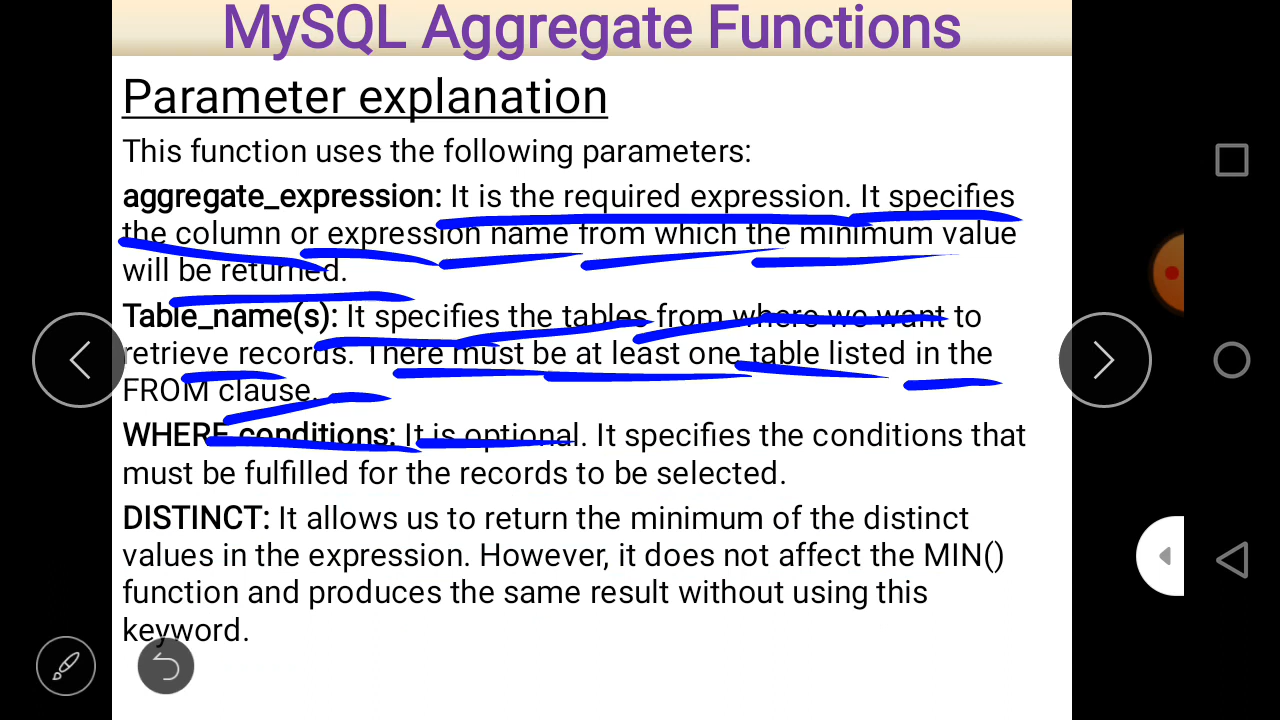 MySQL Aggregate Functions
Parameter explanation
This function uses the following parameters:
aggregate_expression: It is the required expression. It specifies
the column or expression name from which the minimum value
will be returned.
Table_name(s): It specifies the tables from where we want to
retrieve records. There must be at least one table listed in the
FROM clause.
WHERE conditions: It is optional. It specifies the conditions that
must be fulfilled for the records to be selected.
DISTINCT: It allows us to return the minimum of the distinct
values in the expression. However, it does not affect the MIN()
function and produces the same result without using this
keyword.